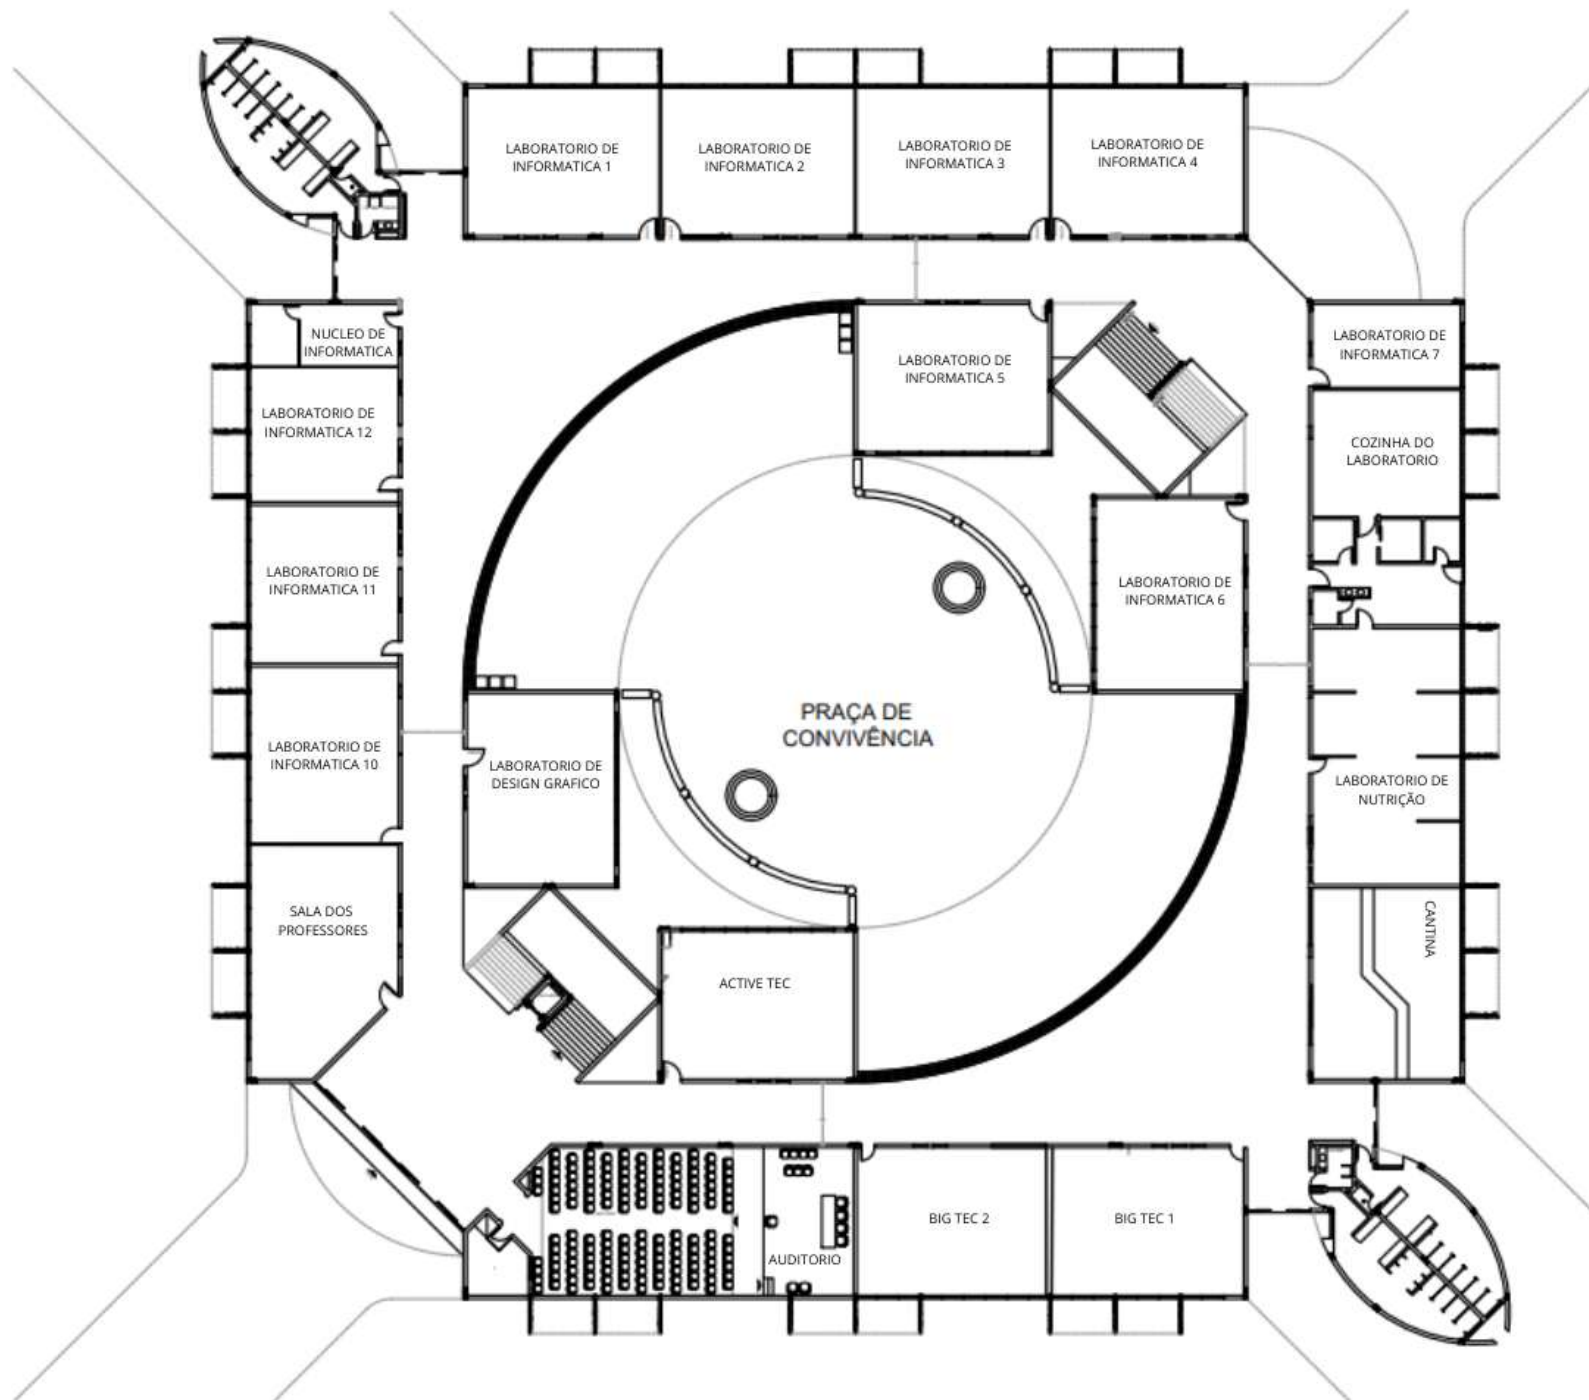 LABORATORIO DE
INFORMATICA 1
LABORATORIO DE
INFORMATICA 2
LABORATORIO DE
INFORMATICA 3
LABORATORIO DE
INFORMATICA 4
NUCLEO DE
INFORMATICA
LABORATORIO DE
INFORMATICA 5
LABORATORIO DE
INFORMATICA 7
LABORATORIO DE
INFORMATICA 12
COZINHA DO
LABORATORIO
LABORATORIO DE
INFORMATICA 11
LABORATORIO DE
INFORMATICA 6
PRAÇA DE
CONVIVÊNCIA
LABORATORIO DE
INFORMATICA 10
LABORATORIO DE
DESIGN GRAFICO
LABORATORIO DE
NUTRIÇÃO
SALA DOS
PROFESSORES
CANTINA
ACTIVE TEC
BIG TEC 2
BIG TEC 1
AUDITORIO